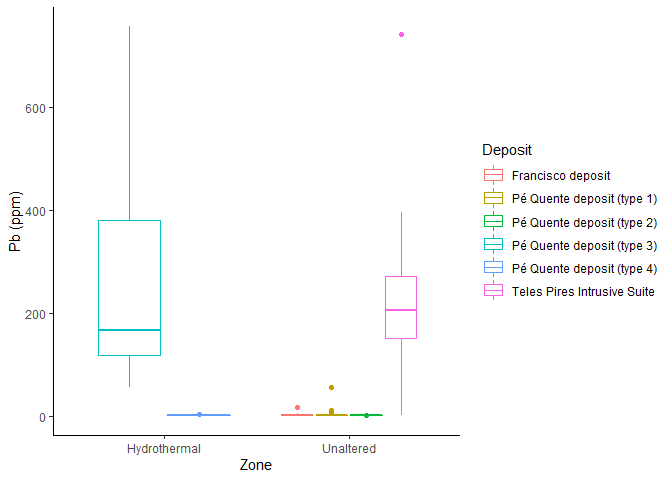 Pb (ppm)
600
400
200
0
Hydrothermal
Unaltered
Zone
Deposit
Francisco deposit
Pé Quente deposit (type 1)
Pé Quente deposit (type 2)
Pé Quente deposit (type 3)
Pé Quente deposit (type 4)
Teles Pires Intrusive Suite